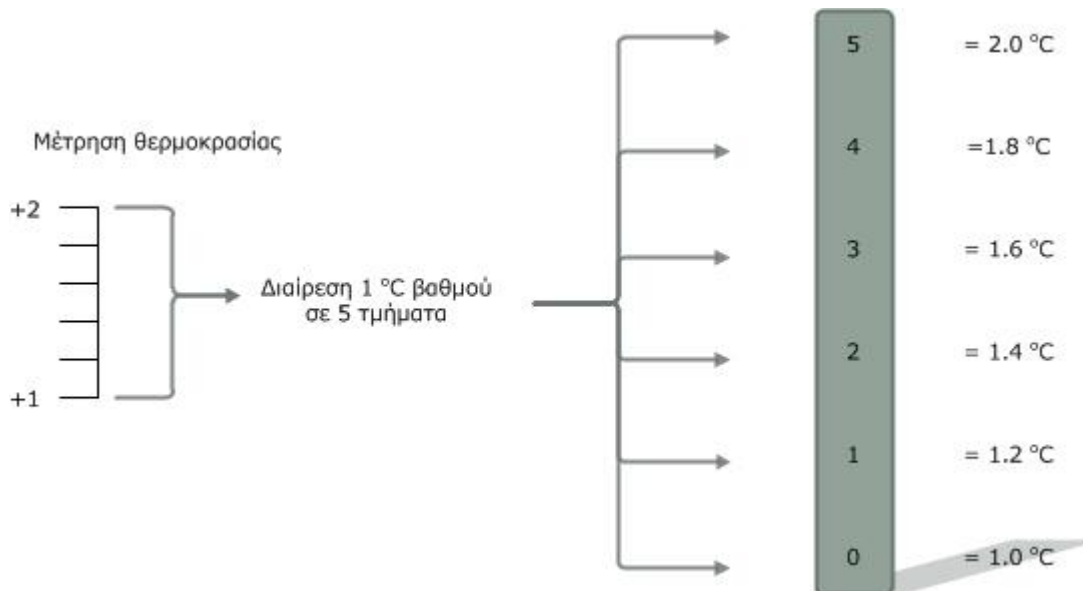 Μέτρηση θερμοκρασίας
+2
+1
Διαίρεση 1 °C βαθμού
σε 5 τμήματα
5 = 2.0 °C
4 =1.8 °C
3 = 1.6 °C
2 = 1.4 °C
1 = 1.2 °C
0 = 1.0 °C